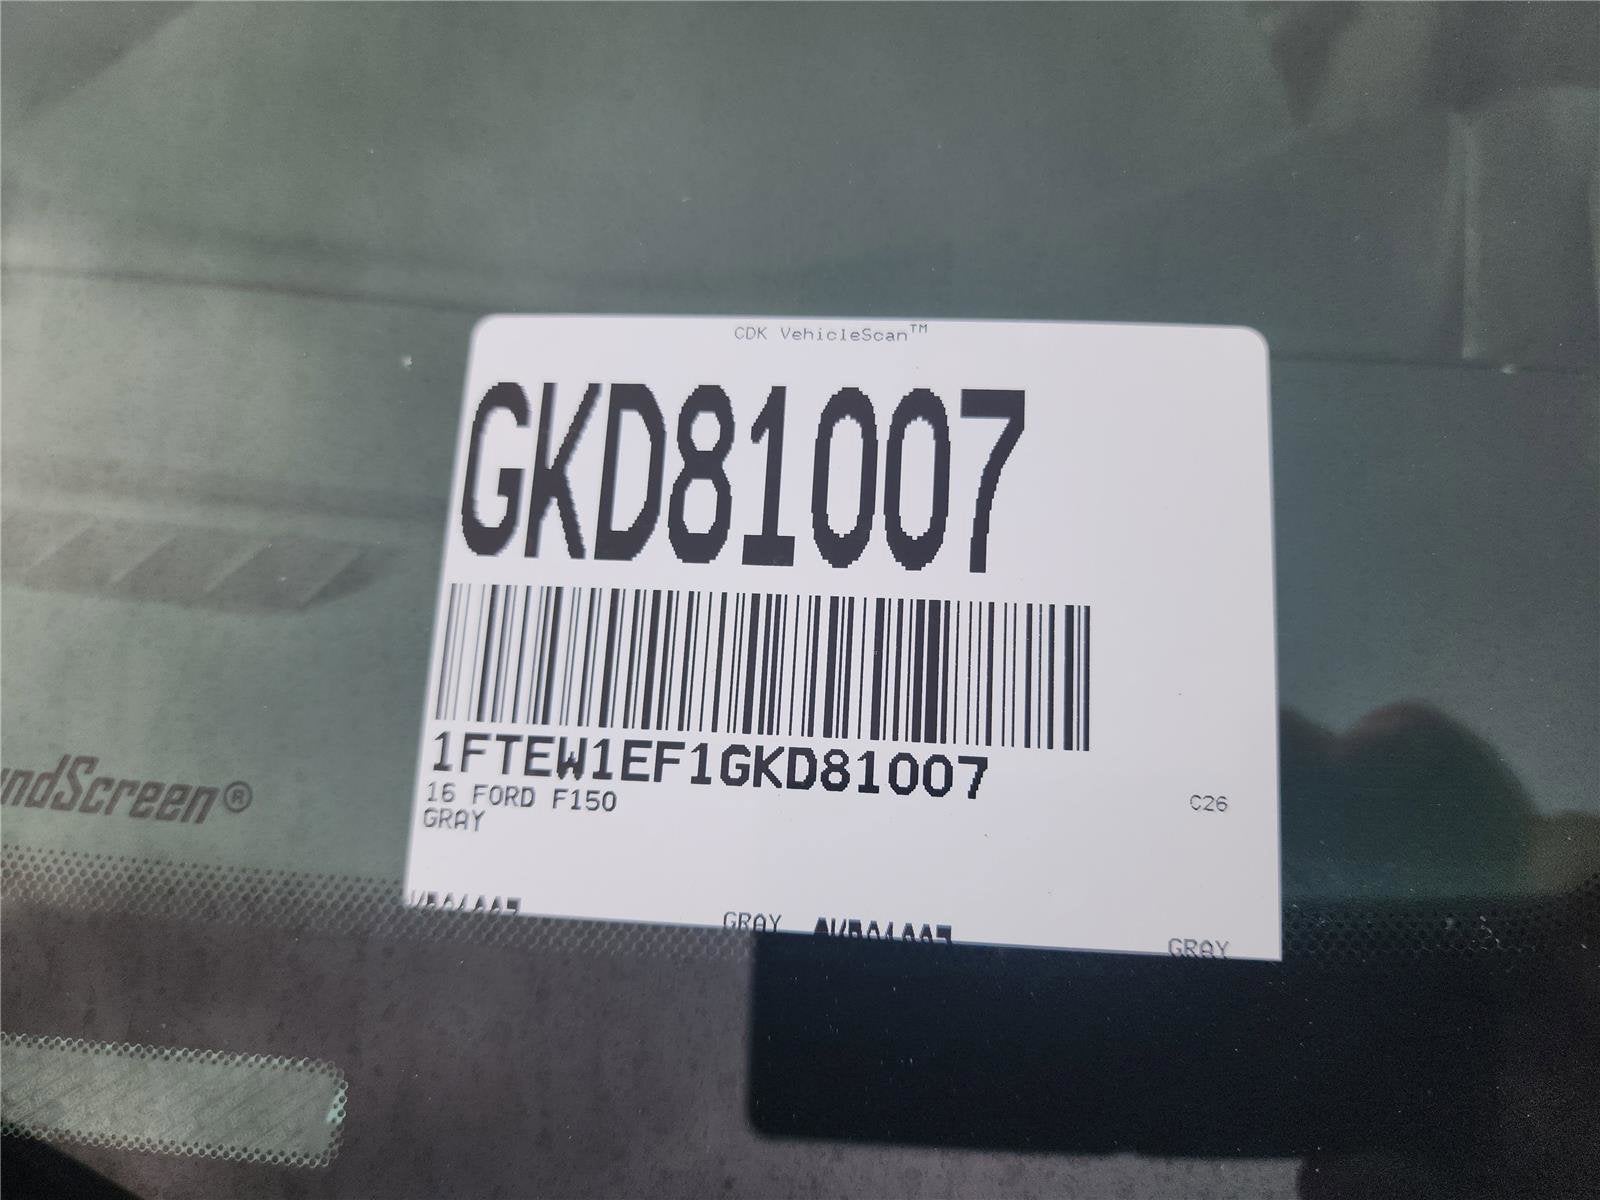 CDK VehicleScan™
GKD81007
1FTEW1EF1GKD81007
16 FORD F150
C26
GRAY
GRAY
GRAY